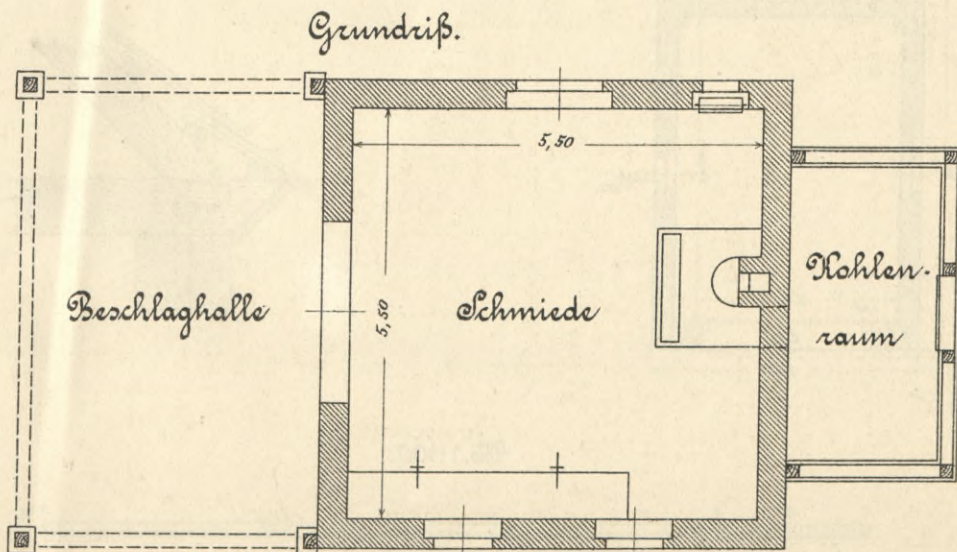 Grundriß.
5,50
Beschlaghalle
5,50
Schmiede
Kohlen-
raum